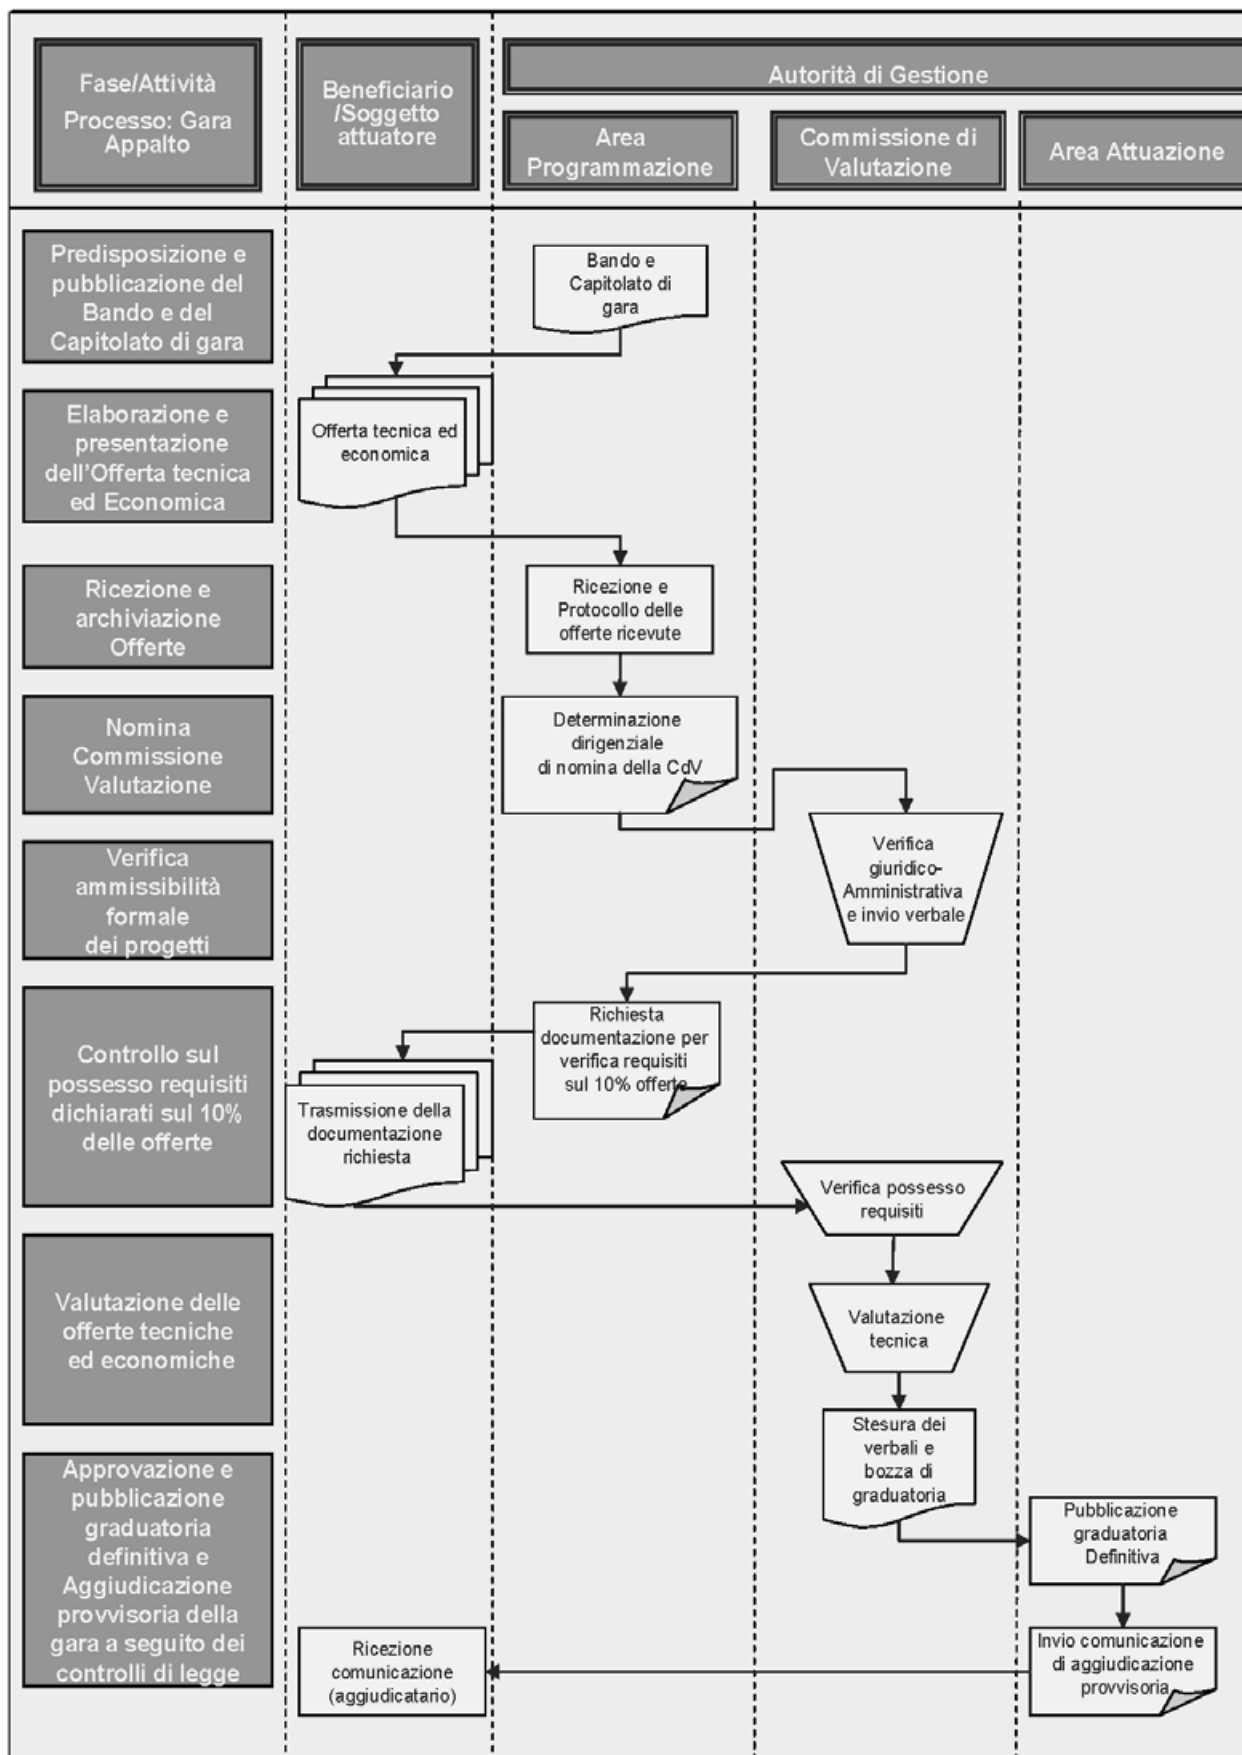 Fase/Attività
Processo: Gara
Appalto
Beneficiario
/Soggetto
attuatore
Autorità di Gestione
Area
Programmazione
Commissione di
Valutazione
Area Attuazione
Predisposizione e
pubblicazione del
Bando e del
Capitolato di gara
Bando e
Capitolato di
gara
Elaborazione e
presentazione
dell'Offerta tecnica
ed Economica
Offerta tecnica ed
economica
Ricezione e
archiviazione
Offerte
Ricezione e
Protocollo delle
offerte ricevute
Nomina
Commissione
Valutazione
Determinazione
dirigenziale
di nomina della CdV
Verifica
ammissibilità
formale
dei progetti
Verifica
giuridico-
Amministrativa
e invio verbale
Controllo sul
possesso requisiti
dichiarati sul 10%
delle offerte
Richiesta
documentazione per
verifica requisiti
sul 10% offerte
Trasmissione della
documentazione
richiesta
Verifica possesso
requisiti
Valutazione delle
offerte tecniche
ed economiche
Valutazione
tecnica
Stesura dei
verbali e
bozza di
graduatoria
Approvazione e
pubblicazione
graduatoria
definitiva e
Aggiudicazione
provvisoria della
gara a seguito dei
controlli di legge
Pubblicazione
graduatoria
Definitiva
Invio comunicazione
di aggiudicazione
provvisoria
Ricezione
comunicazione
(aggiudicatario)